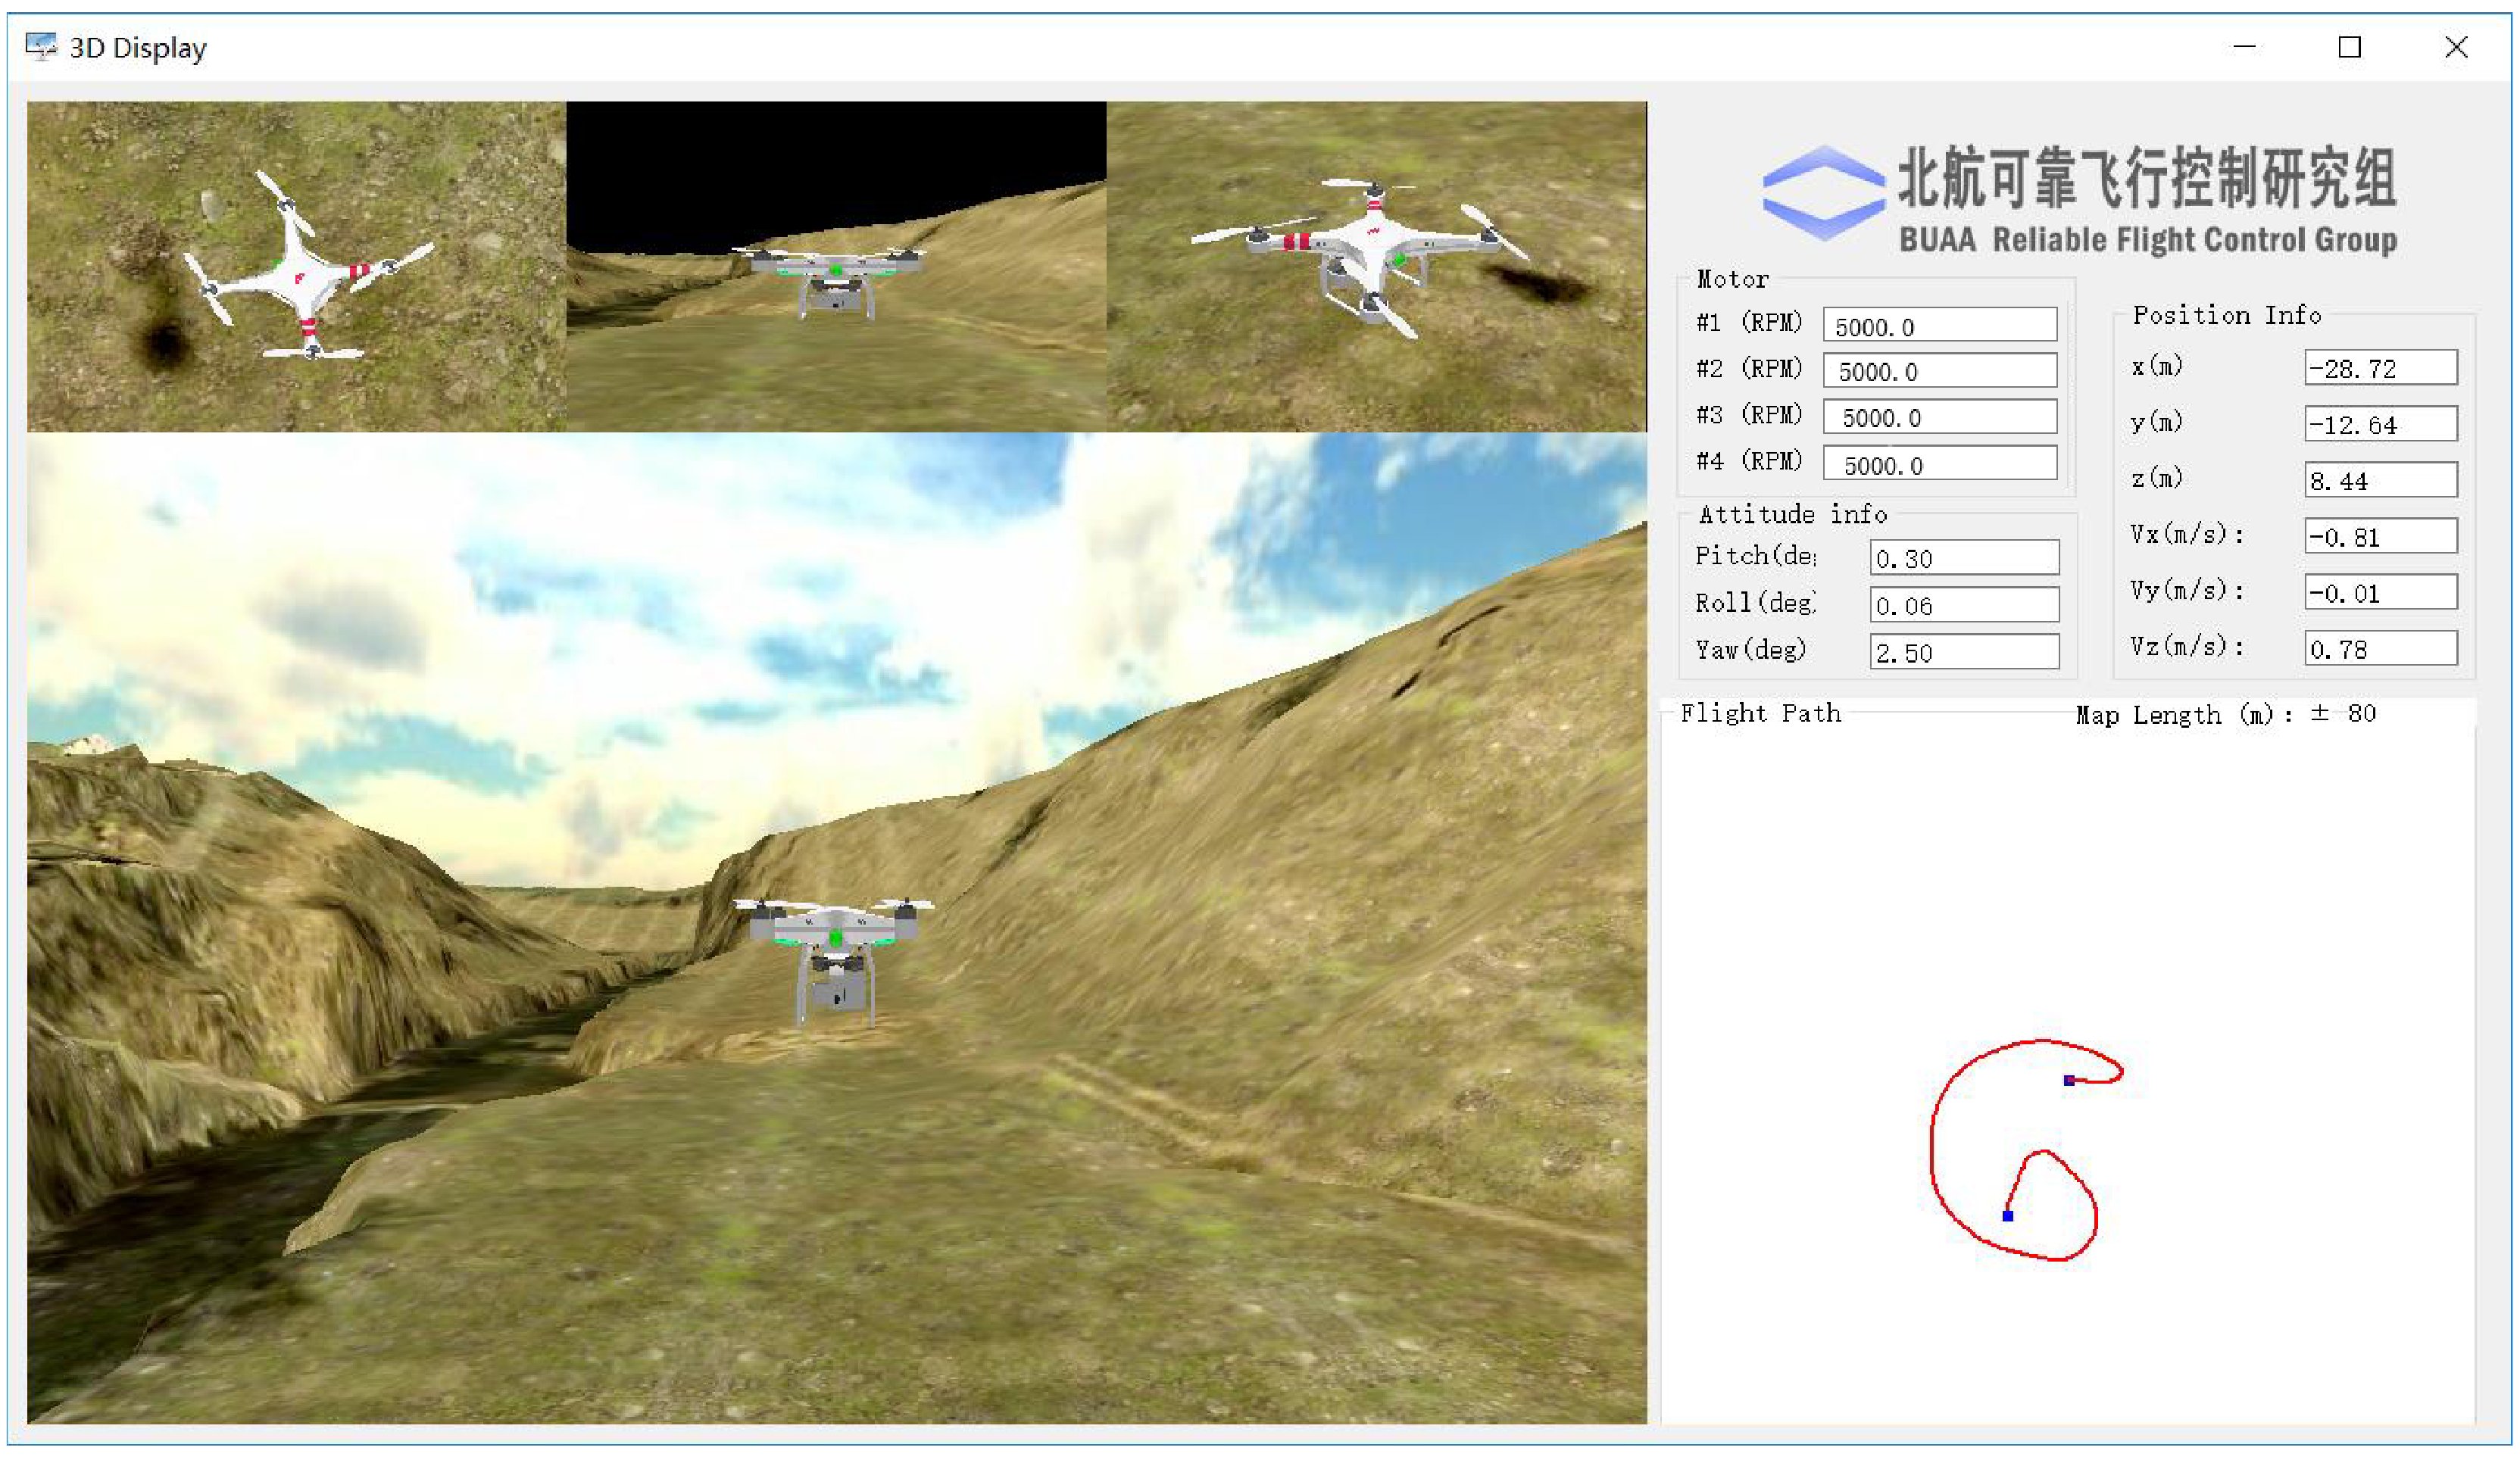 3D Display
北航可靠飞行控制研究组
BUAA Reliable Flight Control Group
Motor
#1 (RPM) 5000.0
#2 (RPM) 5000.0
#3 (RPM) 5000.0
#4 (RPM) 5000.0
Attitude info
Pitch(de
0.30
Roll(deg)
0.06
Yaw(deg) 2.50
Position Info
x(m) -28.72
y(m) -12.64
z(m) 8.44
Vx(m/s): -0.81
Vy(m/s): -0.01
Vz(m/s): 0.78
Flight Path
Map Length (m): ± 80